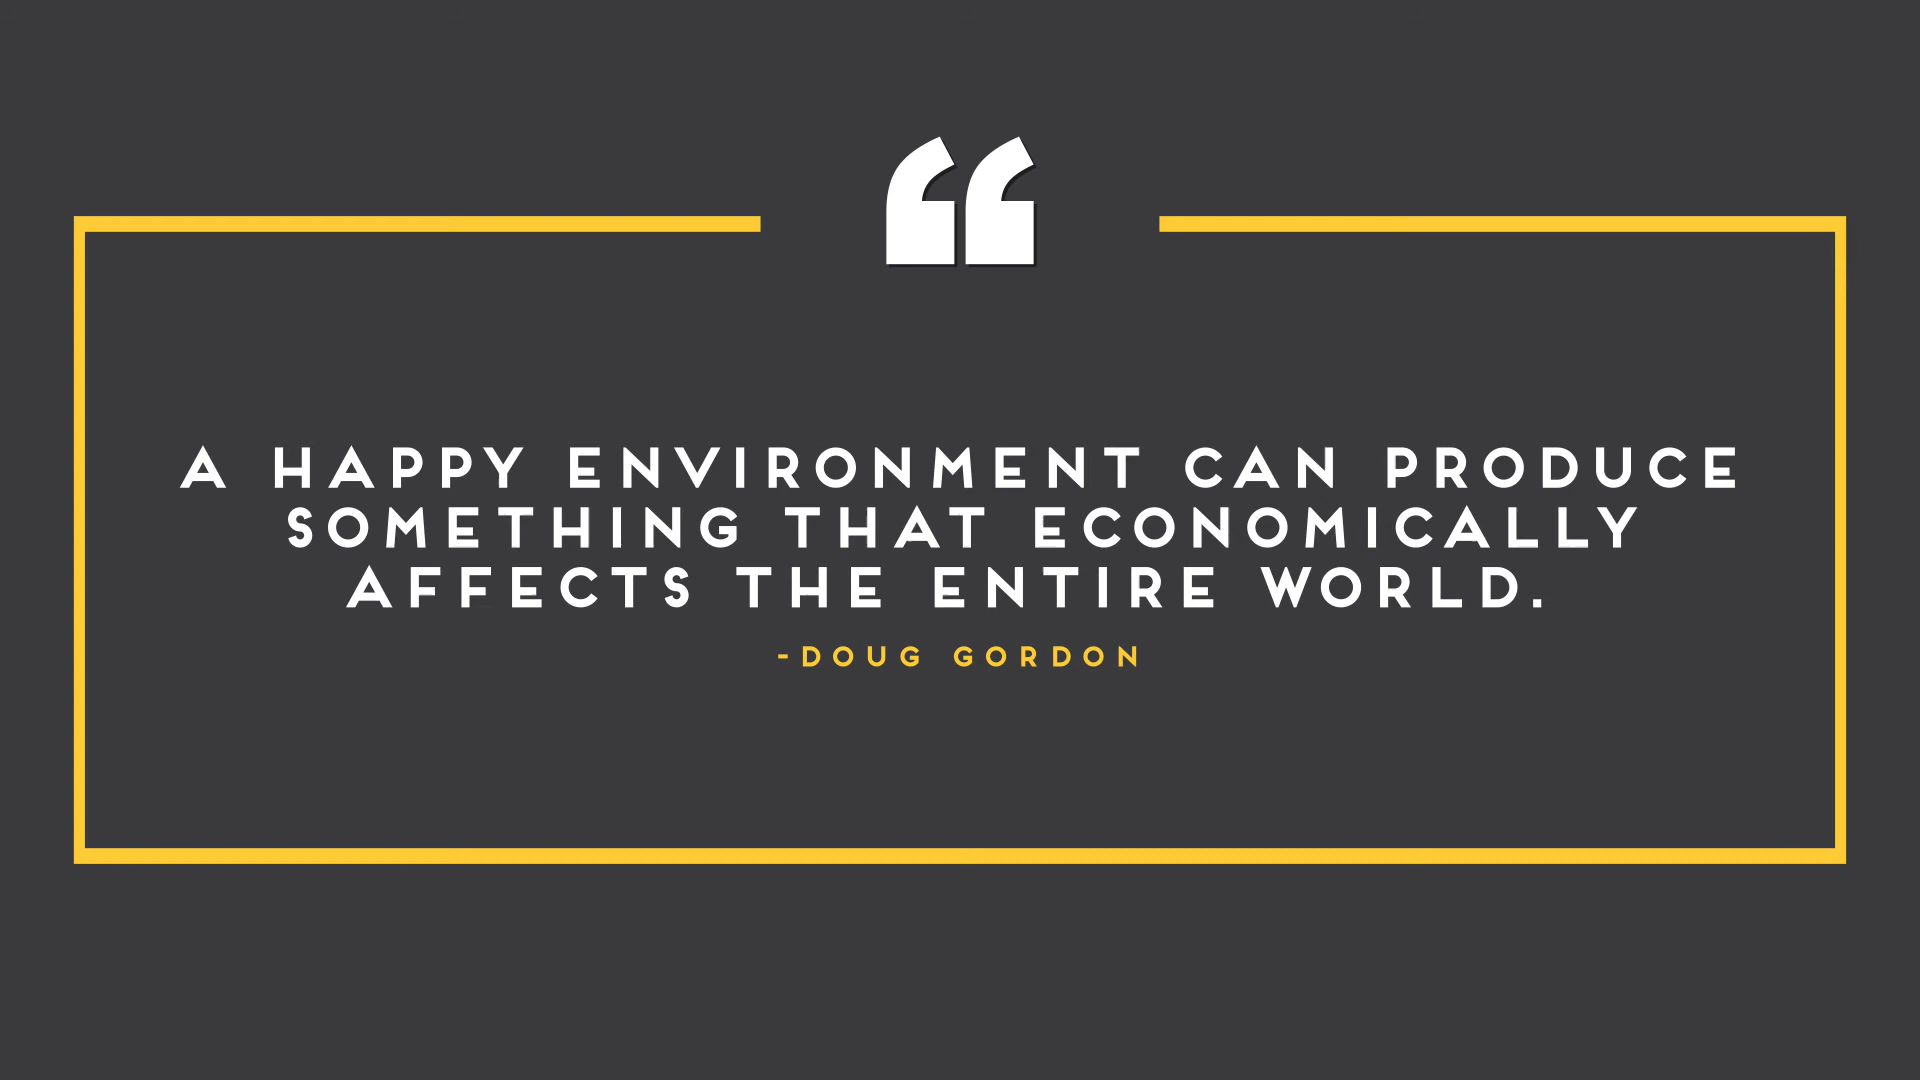 “
A HAPPY ENVIRONMENT CAN PRODUCE
SOMETHING THAT ECONOMICALLY
AFFECTS THE ENTIRE WORLD.
-DOUG GORDON